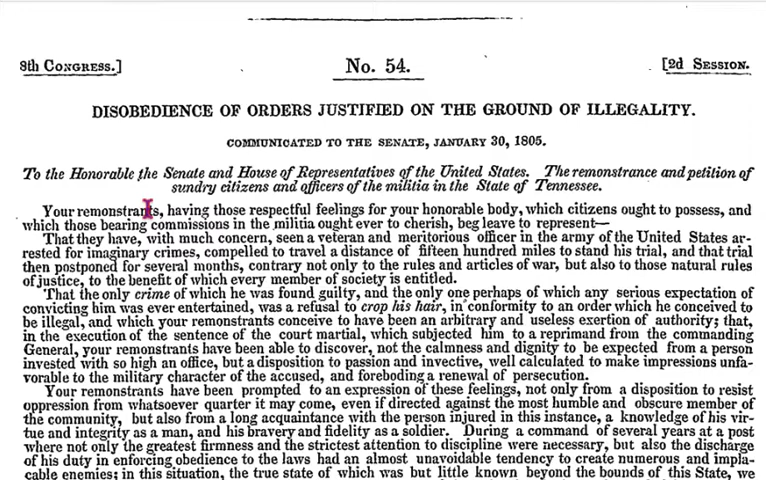 8th Congress.]
No. 54.
[2d Session.
DISOBEDIENCE OF ORDERS JUSTIFIED ON THE GROUND OF ILLEGALITY.
COMMUNICATED TO THE SENATE, JANUARY 30, 1805.
To the Honorable the Senate and House of Representatives of the United States. The remonstrance and petition of
sundry citizens and officers of the militia in the State of Tennessee.
Your remonstrants, having those respectful feelings for your honorable body, which citizens ought to possess, and
which those bearing commissions in the militia ought ever to cherish, beg leave to represent—
That they have, with much concern, seen a veteran and meritorious officer in the army of the United States ar-
rested for imaginary crimes, compelled to travel a distance of fifteen hundred miles to stand his trial, and that trial
then postponed for several months, contrary not only to the rules and articles of war, but also to those natural rules
of justice, to the benefit of which every member of society is entitled.
That the only crime of which he was found guilty, and the only one perhaps of which any serious expectation of
convicting him was ever entertained, was a refusal to crop his hair, in conformity to an order which he conceived to
be illegal, and which your remonstrants conceive to have been an arbitrary and useless exertion of authority; that,
in the execution of the sentence of the court martial, which subjected him to a reprimand from the commanding
General, your remonstrants have been able to discover, not the calmness and dignity to be expected from a person
invested with so high an office, but a disposition to passion and invective, well calculated to make impressions unfa-
vorable to the military character of the accused, and foreboding a renewal of persecution.
Your remonstrants have been prompted to an expression of these feelings, not only from a disposition to resist
oppression from whatsoever quarter it may come, even if directed against the most humble and obscure member of
the community, but also from a long acquaintance with the person injured in this instance, a knowledge of his vir-
tue and integrity as a man, and his bravery and fidelity as a soldier. During a command of several years at a post
where not only the greatest firmness and the strictest attention to discipline were necessary, but also the discharge
of his duty in enforcing obedience to the laws had an almost unavoidable tendency to create numerous and impla-
cable enemies; in this situation, the true state of which was but little known beyond the bounds of this State, we